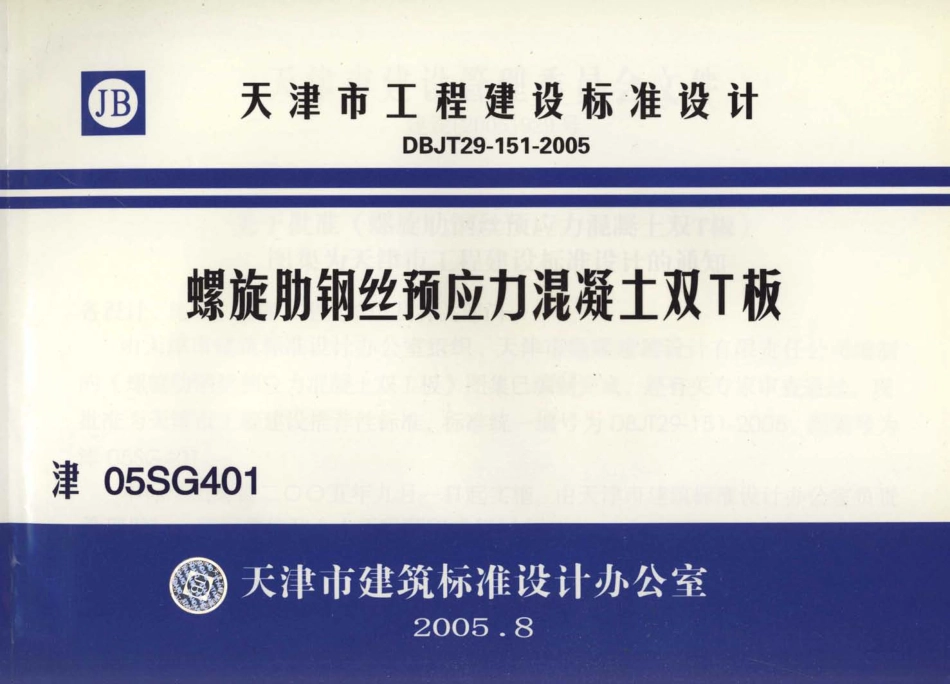 JB
天津市工程建设标准设计
DBJT29-151-2005
螺旋肋钢丝预应力混凝土双T板
津 05SG401
天津市建筑标准设计办公室
2005.8